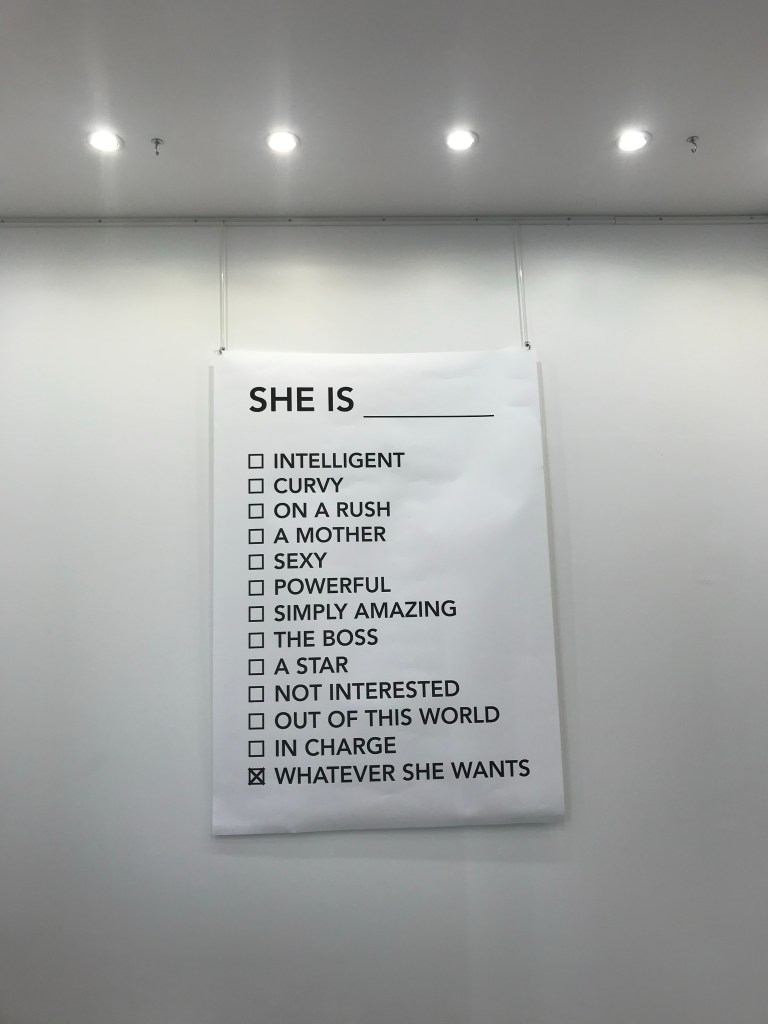 SHE IS __________
☐ INTELLIGENT
☐ CURVY
☐ ON A RUSH
☐ A MOTHER
☐ SEXY
☐ POWERFUL
☐ SIMPLY AMAZING
☐ THE BOSS
☐ A STAR
☐ NOT INTERESTED
☐ OUT OF THIS WORLD
☐ IN CHARGE
☒ WHATEVER SHE WANTS